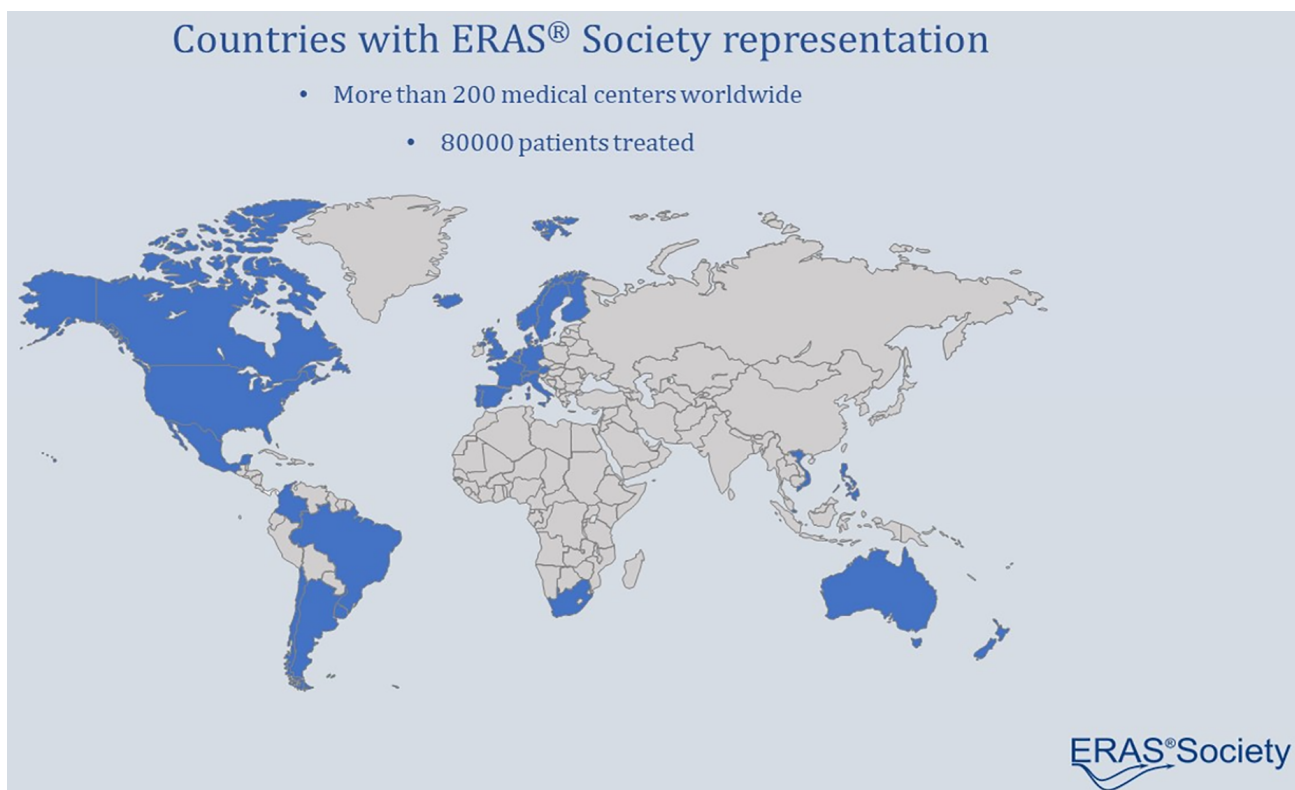 Countries with ERAS® Society representation
• More than 200 medical centers worldwide
• 80000 patients treated
ERAS®Society